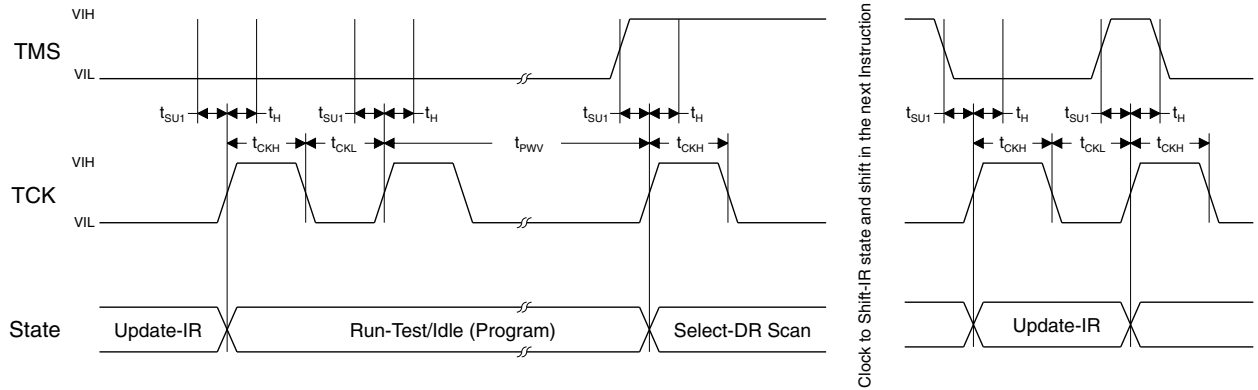 VIH
TMS
VIL
tSU1 tH tSU1 tH tSU1 tH tSU1 tH tSU1 tH
tCKH tCKL tPWV tCKH tCKH tCKL tCKH
VIH
TCK
VIL
State Update-IR Run-Test/Idle (Program) Select-DR Scan Update-IR
Clock to Shift-IR state and shift in the next Instruction